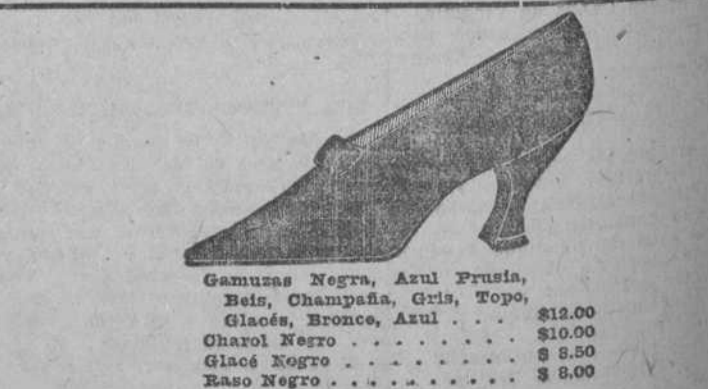 Gamuzas Negra, Azul Prusia,
Beis, Champaña, Gris, Topo,
Glacés, Bronce, Azul . . . $12.00
Charol Negro . . . . . . . . $10.00
Glacé Negro . . . . . . . . $ 8.50
Raso Negro . . . . . . . . . $ 8.00